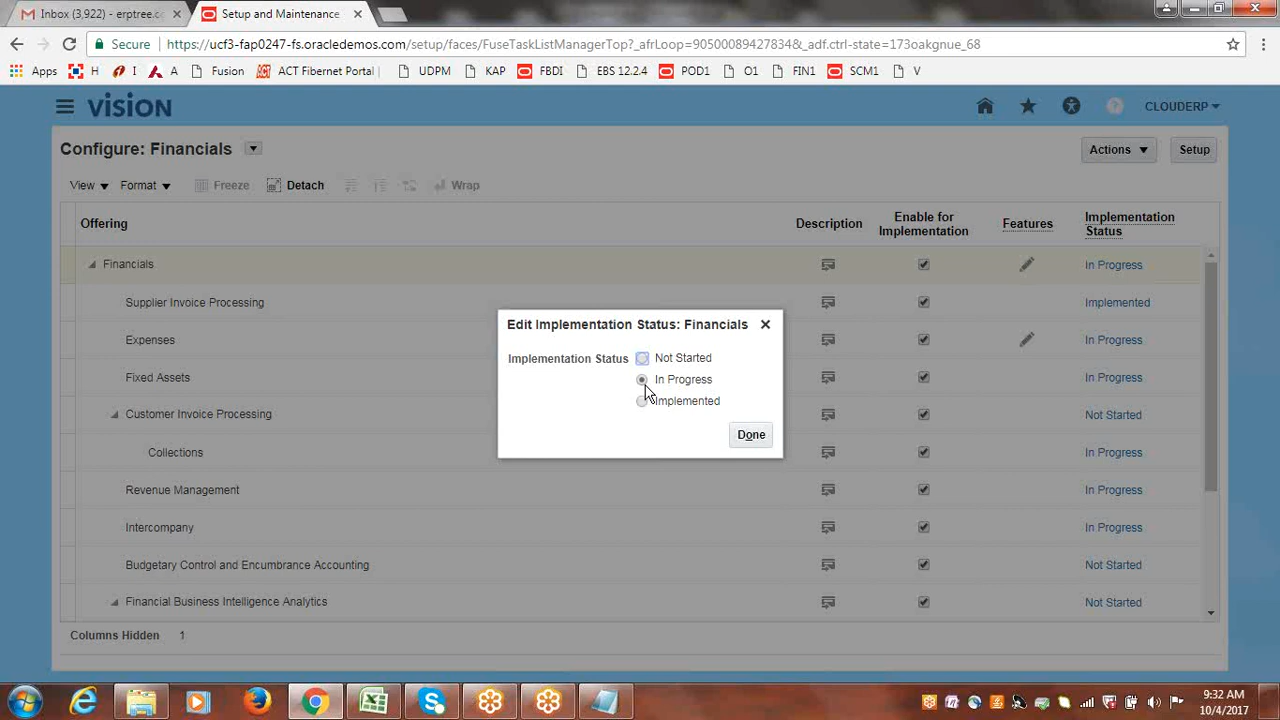 Inbox (3,922) - erptree.c
Setup and Maintenance
Secure
https://ucf3-fap0247-fs.oracledemos.com/setup/faces/FuseTaskListManagerTop?_afrLoop=905000894278344&_adf.ctrl-state=173oakgnue_68
Apps H I A Fusion ACT Fibernet Portal UDPM KAP FBDI EBS 12.2.4 POD1 O1 FIN1 SCM1 V
VISION
CLOUDERP
Configure: Financials
Actions
Setup
View Format Freeze Detach Wrap
Offering Description Enable for Implementation Features Implementation Status
Financials In Progress
Supplier Invoice Processing Implemented
Expenses In Progress
Fixed Assets In Progress
Customer Invoice Processing Not Started
Collections In Progress
Revenue Management In Progress
Intercompany In Progress
Budgetary Control and Encumbrance Accounting Not Started
Financial Business Intelligence Analytics Not Started
Columns Hidden 1
Edit Implementation Status: Financials
Implementation Status Not Started
In Progress
Implemented
Done
9:32 AM
10/4/2017